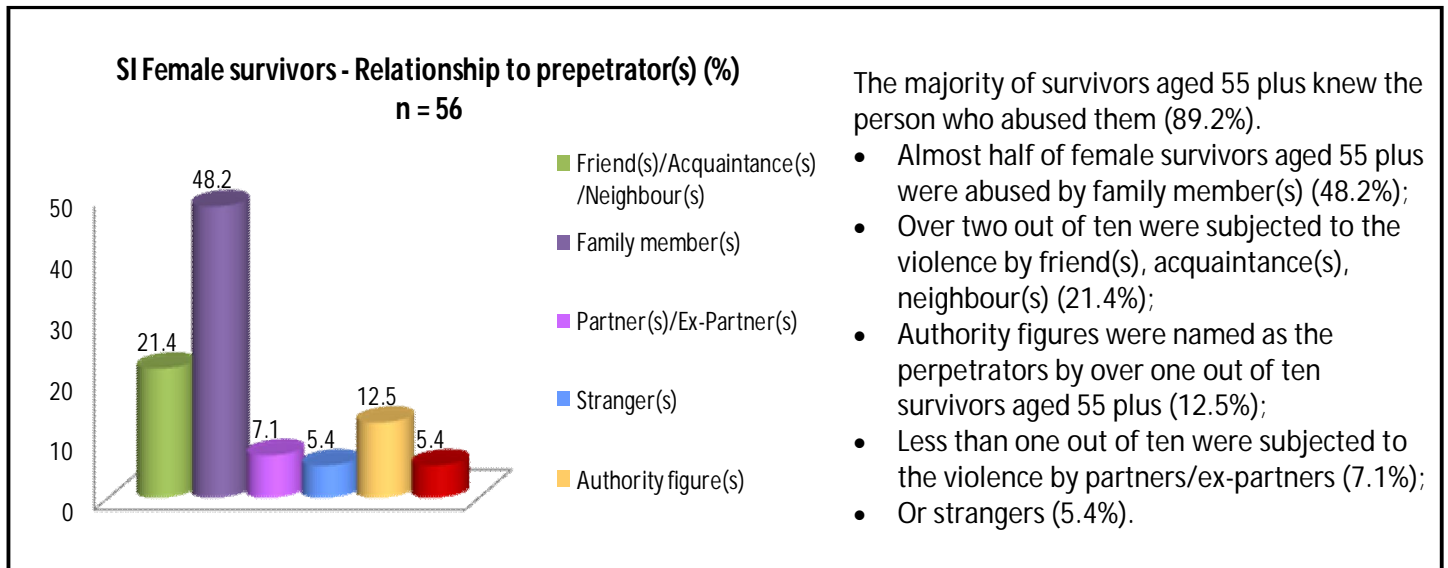 SI Female survivors - Relationship to prepetrator(s) (%)
n = 56
50
40
30
20
10
0
21.4
48.2
7.1
5.4
12.5
5.4
Friend(s)/Acquaintance(s)
/Neighbour(s)
Family member(s)
Partner(s)/Ex-Partner(s)
Stranger(s)
Authority figure(s)
The majority of survivors aged 55 plus knew the
person who abused them (89.2%).
• Almost half of female survivors aged 55 plus
were abused by family member(s) (48.2%);
• Over two out of ten were subjected to the
violence by friend(s), acquaintance(s),
neighbour(s) (21.4%);
• Authority figures were named as the
perpetrators by over one out of ten
survivors aged 55 plus (12.5%);
• Less than one out of ten were subjected to
the violence by partners/ex-partners (7.1%);
• Or strangers (5.4%).